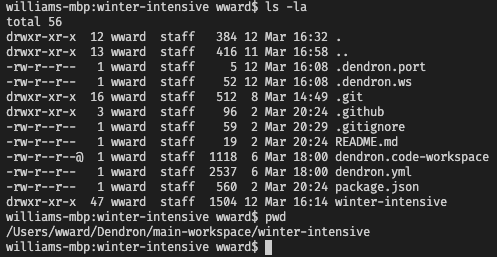 williams-mbp:winter-intensive wward$ ls -la
total 56
drwxr-xr-x  12 wward  staff   384 12 Mar 16:32 .
drwxr-xr-x  13 wward  staff   416 11 Mar 16:58 ..
-rw-r--r--   1 wward  staff     5 12 Mar 16:08 .dendron.port
-rw-r--r--   1 wward  staff    52 12 Mar 16:08 .dendron.ws
drwxr-xr-x  16 wward  staff   512  8 Mar 14:49 .git
drwxr-xr-x   3 wward  staff    96  2 Mar 20:24 .github
-rw-r--r--   1 wward  staff    59  2 Mar 20:29 .gitignore
-rw-r--r--   1 wward  staff    19  2 Mar 20:24 README.md
-rw-r--r--@  1 wward  staff  1118  6 Mar 18:00 dendron.code-workspace
-rw-r--r--   1 wward  staff  2537  6 Mar 18:00 dendron.yml
-rw-r--r--   1 wward  staff   560  2 Mar 20:24 package.json
drwxr-xr-x  47 wward  staff  1504 12 Mar 16:14 winter-intensive
williams-mbp:winter-intensive wward$ pwd
/Users/wward/Dendron/main-workspace/winter-intensive
williams-mbp:winter-intensive wward$